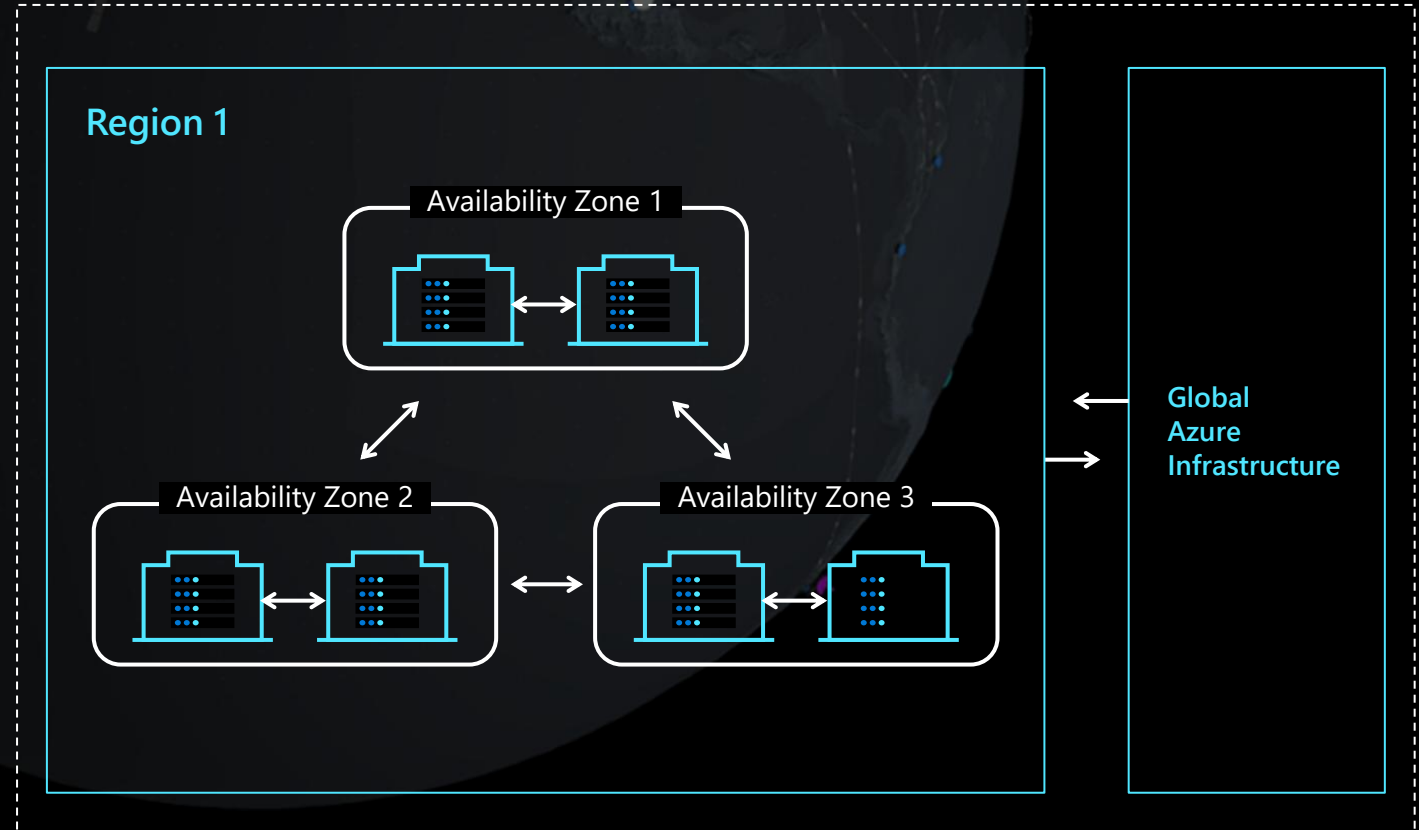 Region 1
Availability Zone 1
Global
Azure
Infrastructure
Availability Zone 2
Availability Zone 3